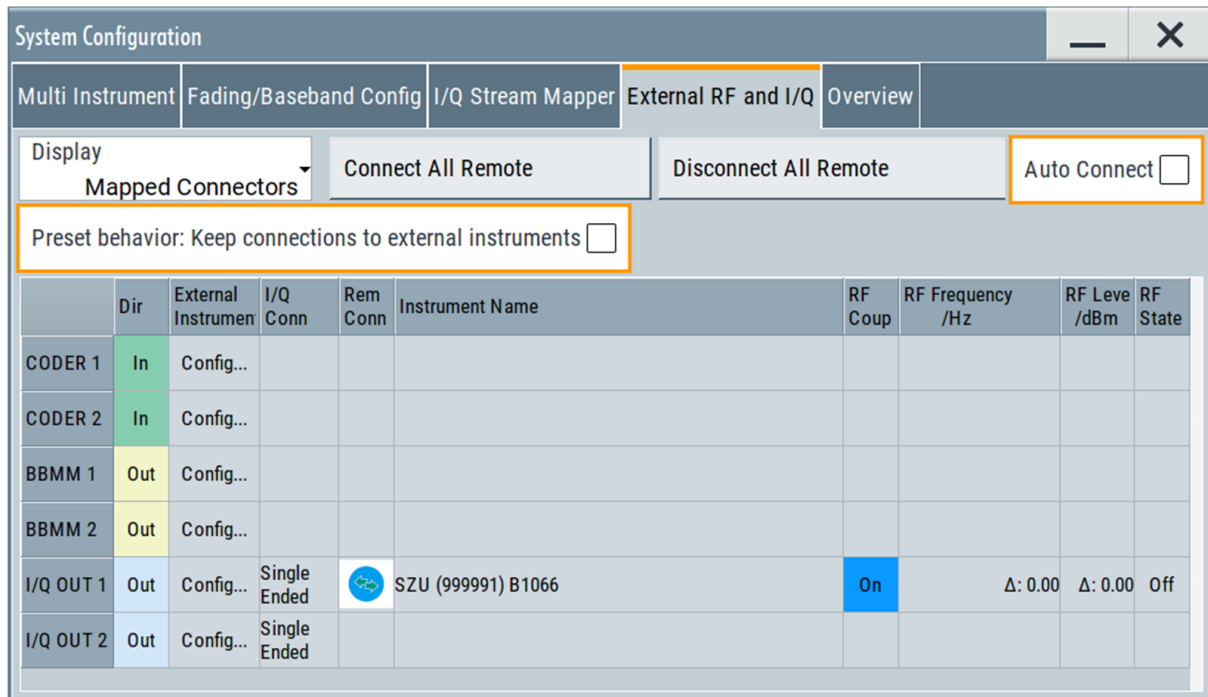 System Configuration
Multi Instrument Fading/Baseband Config I/Q Stream Mapper External RF and I/Q Overview
Display
Mapped Connectors
Connect All Remote Disconnect All Remote Auto Connect
Preset behavior: Keep connections to external instruments
Dir External Instrumen I/Q Conn Rem Conn Instrument Name RF Coup RF Frequency /Hz RF Leve /dBm RF State
CODER 1 In Config...
CODER 2 In Config...
BBMM 1 Out Config...
BBMM 2 Out Config...
I/Q OUT 1 Out Config... Single Ended SZU (999991) B1066 On Δ: 0.00 Δ: 0.00 Off
I/Q OUT 2 Out Config... Single Ended